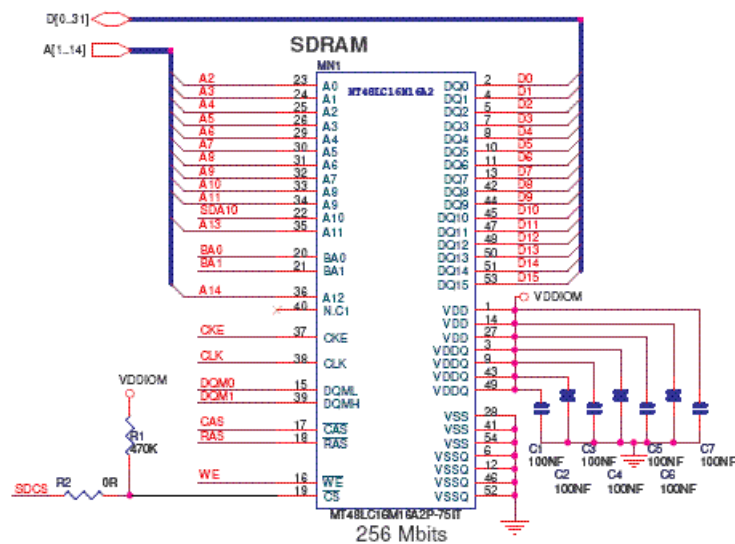 D[0..31]
A[1..14]
SDRAM
MN1
MT48LC16M16A2
A2 23 A0 DQ0 2 D0
A3 24 A1 DQ1 4 D1
A4 25 A2 DQ2 5 D2
A5 26 A3 DQ3 7 D3
A6 29 A4 DQ4 8 D4
A7 30 A5 DQ5 10 D5
A8 31 A6 DQ6 11 D6
A9 32 A7 DQ7 13 D7
A10 33 A8 DQ8 42 D8
A11 34 A9 DQ9 44 D9
SDA10 22 A10 DQ10 45 D10
A13 35 A11 DQ11 47 D11
DQ12 48 D12
BA0 20 BA0 DQ13 50 D13
BA1 21 BA1 DQ14 51 D14
DQ15 53 D15
A14 36 A12
VDDIOM
40 N.C1 VDD 1
VDD 14
CKE 37 CKE VDD 27
VDDQ 3
CLK 38 CLK VDDQ 9
VDDQ 43
VDDIOM
DQM0 15 DQML VDDQ 49
DQM1 39 DQMH
VSS 28
CAS 17 CAS VSS 41
RAS 18 RAS VSS 54
R1
470K
VSSQ 6
VSSQ 12
WE 16 WE VSSQ 46
SDCS R2 0R 19 CS VSSQ 52
C1 C3 C5 C7
100NF 100NF 100NF 100NF
C2 C4 C6
100NF 100NF 100NF
MT48LC16M16A2P-75IT
256 Mbits